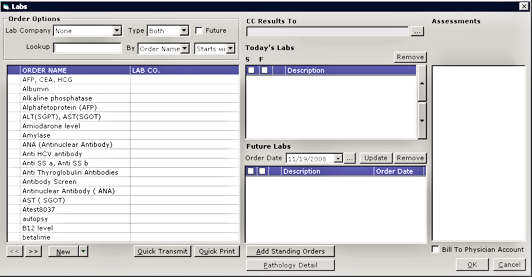 Labs
Order Options
Lab Company None Type Both Future
Lookup By Order Name Starts wi
ORDER NAME LAB CO.
AFP, CEA, HCG
Albumin
Alkaline phosphatase
Alphafetoprotein (AFP)
ALT(SGPT), AST(SGOT)
Amiodarone level
Amylase
ANA (Antinuclear Antibody)
Anti HCV antibody
Anti SS a, Anti SS b
Anti Thyroglobulin Antibodies
Antibody Screen
Antinuclear Antibody ( ANA)
AST ( SGOT)
Atest8037
autopsy
B12 level
betalime
<< >> New Quick Transmit Quick Print
CC Results To
...
Today's Labs
Remove
S F Description
Future Labs
Order Date 11/19/2008 ... Update Remove
Description Order Date
Add Standing Orders
Pathology Detail
Assessments
Bill To Physician Account
OK Cancel